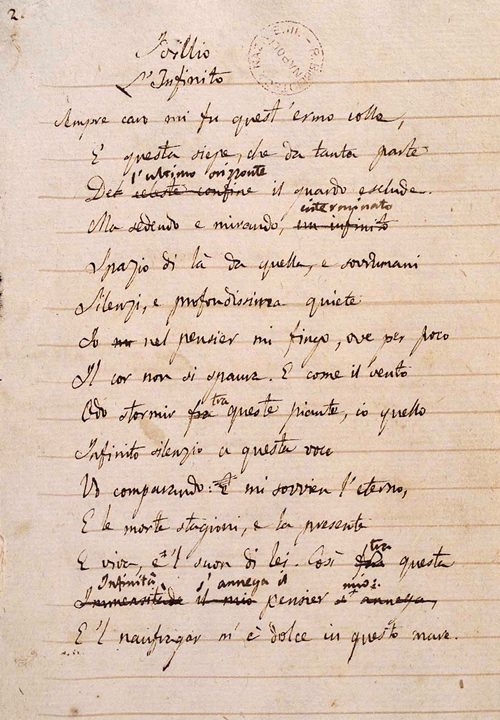 2.
Idillio
L'Infinito
Sempre caro mi fu quest'ermo colle,
E questa siepe, che da tanta parte
l'ultimo orizzonte
Del celeste confine il guardo esclude.
interminato
Ma sedendo e mirando, un infinito
Spazio di là da quella, e sovrumani
Silenzi, e profondissima quiete
Io nel pensier mi fingo, ove per poco
Il cor non si spaura. E come il vento
tra
Odo stormir fra queste piante, io quello
Infinito silenzio a questa voce
Vo comparando: E mi sovvien l'eterno,
E le morte stagioni, e la presente
E viva, e 'l suon di lei. Così fra questa
tra
Infinità s'annega il mio:
Immensitade il mio pensier s'annega,
E 'l naufragar m'è dolce in questo mare.